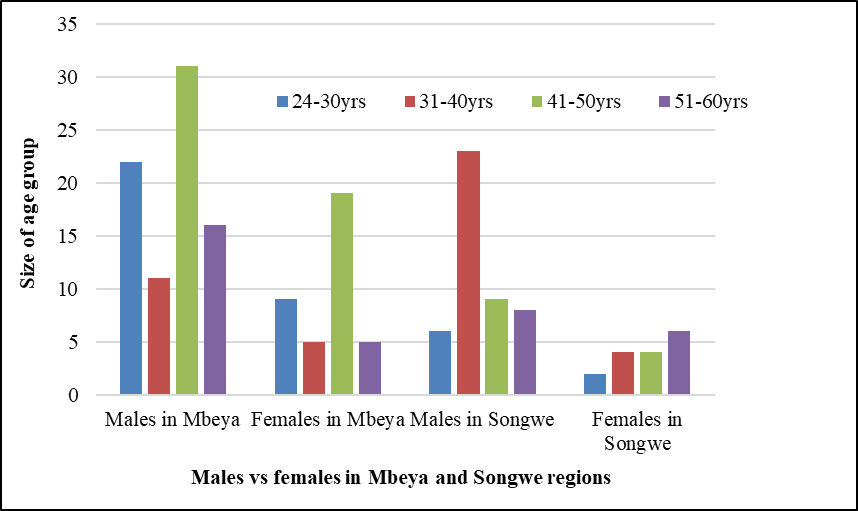 35
30
25
20
15
10
5
0
Size of age group
24-30yrs 31-40yrs 41-50yrs 51-60yrs
Males in Mbeya Females in Mbeya Males in Songwe Females in
Songwe
Males vs females in Mbeya and Songwe regions